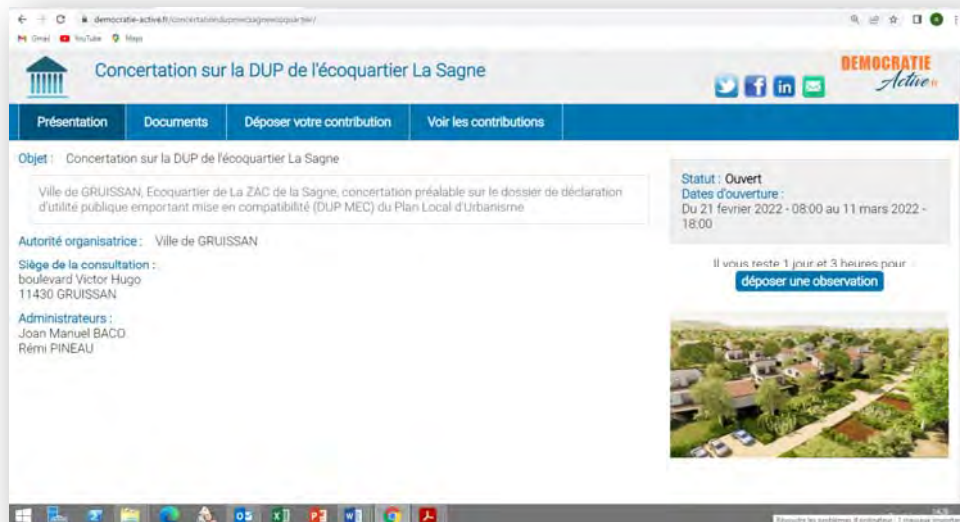 democratie-active.fr/concertationdupmeclasagneecoquartier/
Gmail YouTube Maps
Concertation sur la DUP de l'écoquartier La Sagne
DEMOCRATIE
Active.fr
Présentation Documents Déposer votre contribution Voir les contributions
Objet : Concertation sur la DUP de l'écoquartier La Sagne
Ville de GRUISSAN, Ecoquartier de La ZAC de la Sagne, concertation préalable sur le dossier de déclaration
d'utilité publique emportant mise en compatibilité (DUP MEC) du Plan Local d'Urbanisme
Autorité organisatrice : Ville de GRUISSAN
Siège de la consultation :
boulevard Victor Hugo
11430 GRUISSAN
Administrateurs :
Joan Manuel BACO
Rémi PINEAU
Statut : Ouvert
Dates d'ouverture :
Du 21 fevrier 2022 - 08:00 au 11 mars 2022 -
18:00
Il vous reste 1 jour et 3 heures pour
déposer une observation